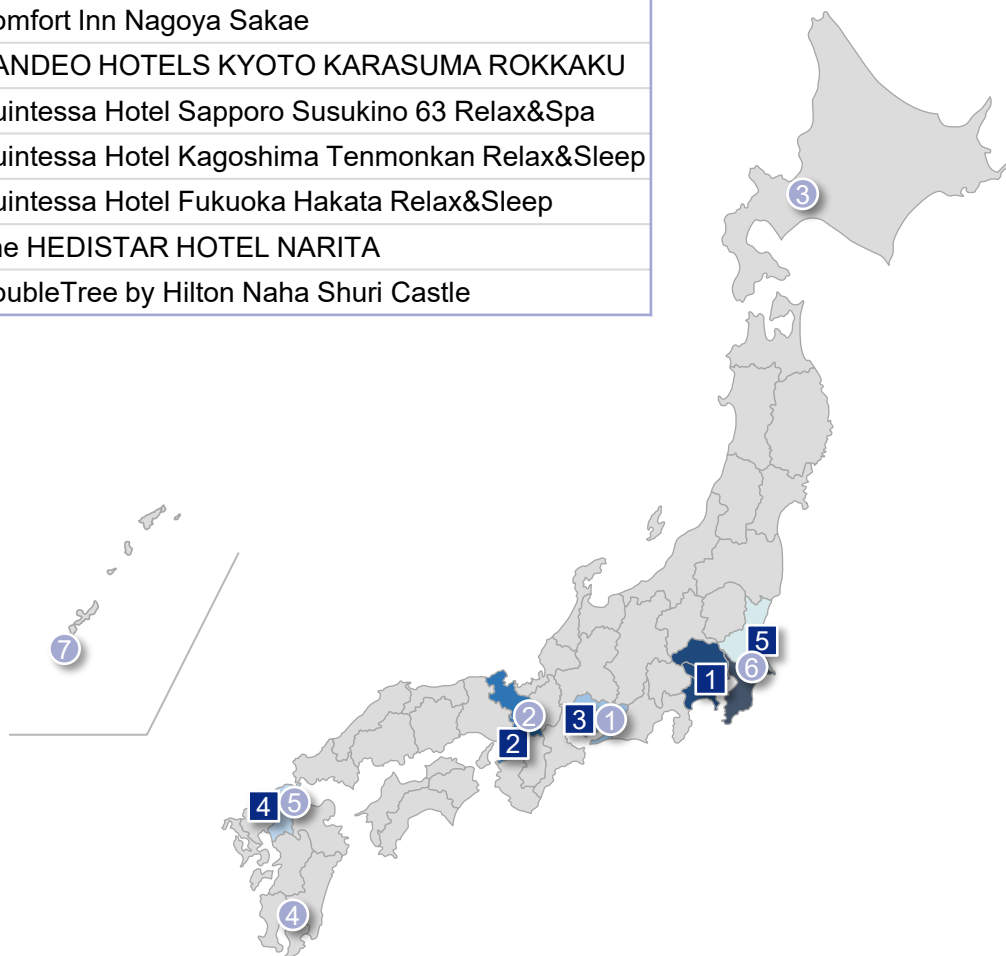 omfort Inn Nagoya Sakae
ANDEO HOTELS KYOTO KARASUMA ROKKAKU
uintessa Hotel Sapporo Susukino 63 Relax&Spa
uintessa Hotel Kagoshima Tenmonkan Relax&Sleep
uintessa Hotel Fukuoka Hakata Relax&Sleep
he HEDISTAR HOTEL NARITA
oubleTree by Hilton Naha Shuri Castle
3
7
5
6
1
2
3
1
2
4
5
4